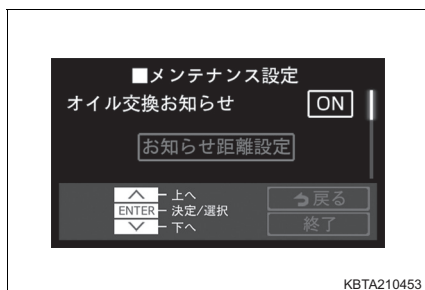 ■メンテナンス設定
オイル交換お知らせ ON
お知らせ距離設定
上へ
ENTER 決定/選択
下へ
戻る
終了
KBTA210453